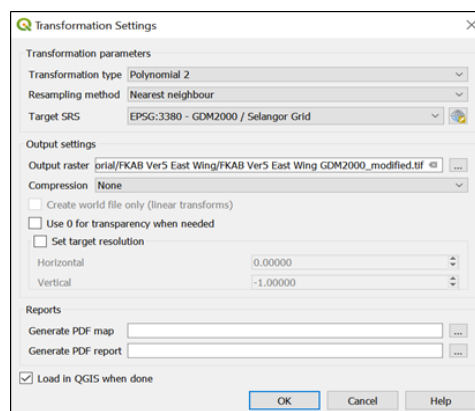 Transformation Settings
Transformation parameters
Transformation type Polynomial 2
Resampling method Nearest neighbour
Target SRS EPSG:3380 - GDM2000 / Selangor Grid
Output settings
Output raster orial/FKAB Ver5 East Wing/FKAB Ver5 East Wing GDM2000_modified.tif ...
Compression None
Create world file only (linear transforms)
Use 0 for transparency when needed
Set target resolution
Horizontal 0.00000
Vertical -1.00000
Reports
Generate PDF map ...
Generate PDF report ...
Load in QGIS when done
OK Cancel Help